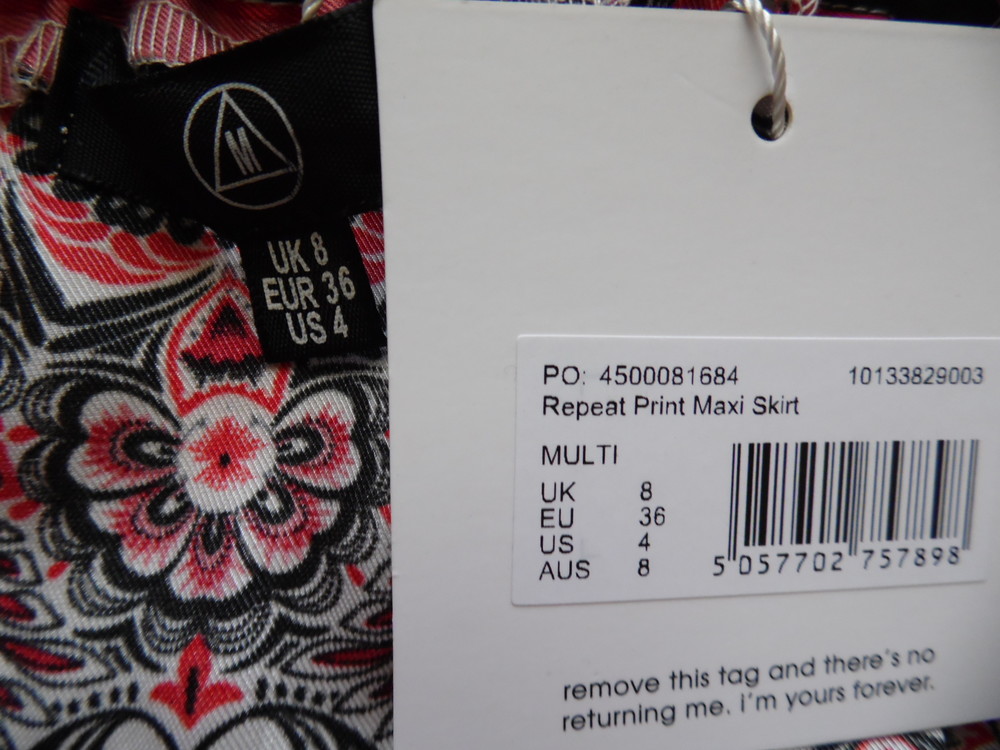 M
UK 8
EUR 36
US 4
PO: 4500081684 10133829003
Repeat Print Maxi Skirt
MULTI
UK 8
EU 36
US 4
AUS 8
5 057702 757898
remove this tag and there's no
returning me. i'm yours forever.